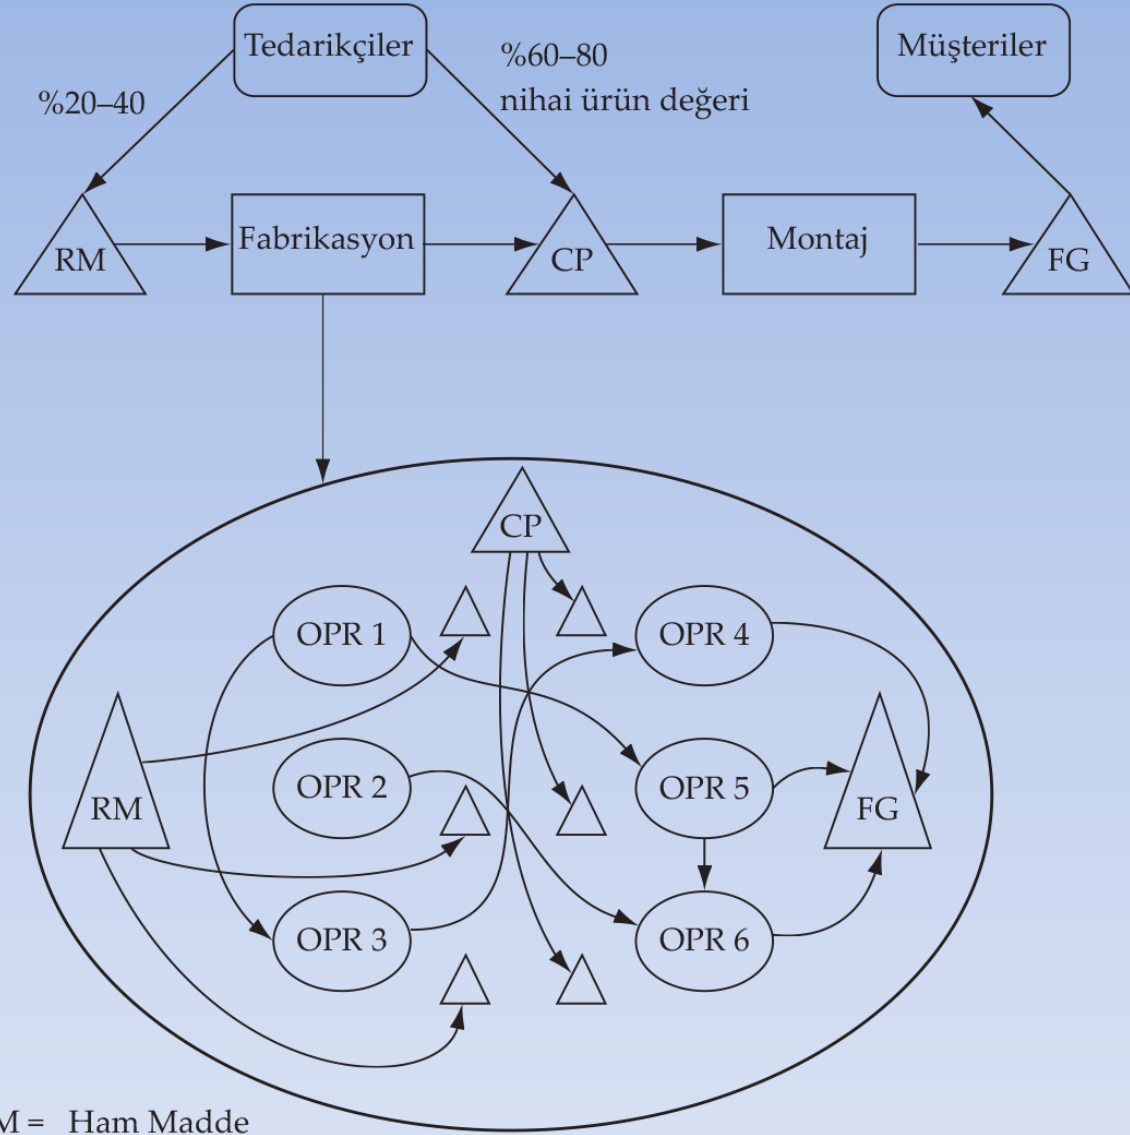 Tedarikçiler
%60–80
nihai ürün değeri
Müşteriler
%20–40
RM
Fabrikasyon
CP
Montaj
FG
CP
OPR 1
OPR 4
RM
OPR 2
OPR 5
FG
OPR 3
OPR 6
M = Ham Madde